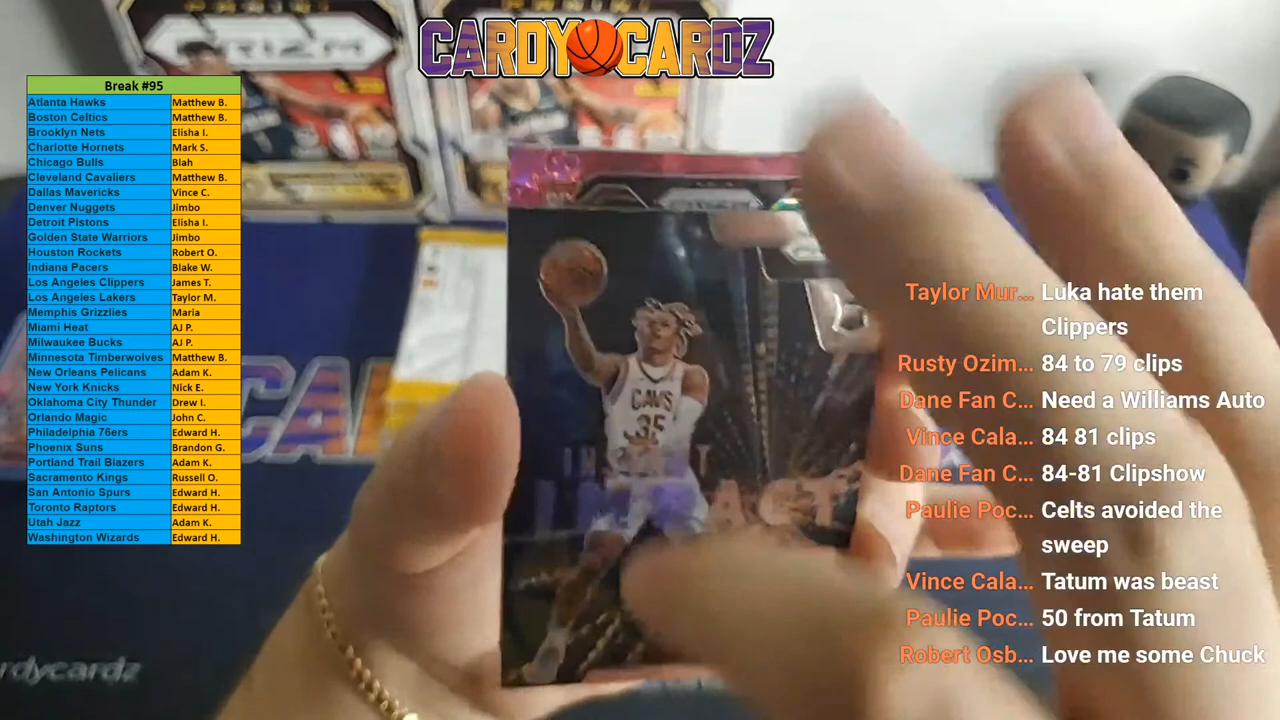 PRIZM
CARDY CARDZ
Break #95
Atlanta Hawks Matthew B.
Boston Celtics Matthew B.
Brooklyn Nets Elisha I.
Charlotte Hornets Mark S.
Chicago Bulls Blah
Cleveland Cavaliers Matthew B.
Dallas Mavericks Vince C.
Denver Nuggets Jimbo
Detroit Pistons Elisha I.
Golden State Warriors Jimbo
Houston Rockets Robert O.
Indiana Pacers Blake W.
Los Angeles Clippers James T.
Los Angeles Lakers Taylor M.
Memphis Grizzlies Maria
Miami Heat AJ P.
Milwaukee Bucks AJ P.
Minnesota Timberwolves Matthew B.
New Orleans Pelicans Adam K.
New York Knicks Nick E.
Oklahoma City Thunder Drew I.
Orlando Magic John C.
Philadelphia 76ers Edward H.
Phoenix Suns Brandon G.
Portland Trail Blazers Adam K.
Sacramento Kings Russell O.
San Antonio Spurs Edward H.
Toronto Raptors Edward H.
Utah Jazz Adam K.
Washington Wizards Edward H.
PRIZM
CAVS
35
INSTANT
IMPACT
rdycardz
Taylor Mur... Luka hate them
Clippers
Rusty Ozim... 84 to 79 clips
Dane Fan C... Need a Williams Auto
Vince Cala... 84 81 clips
Dane Fan C... 84-81 Clipshow
Paulie Poc... Celts avoided the
sweep
Vince Cala... Tatum was beast
Paulie Poc... 50 from Tatum
Robert Osb... Love me some Chuck